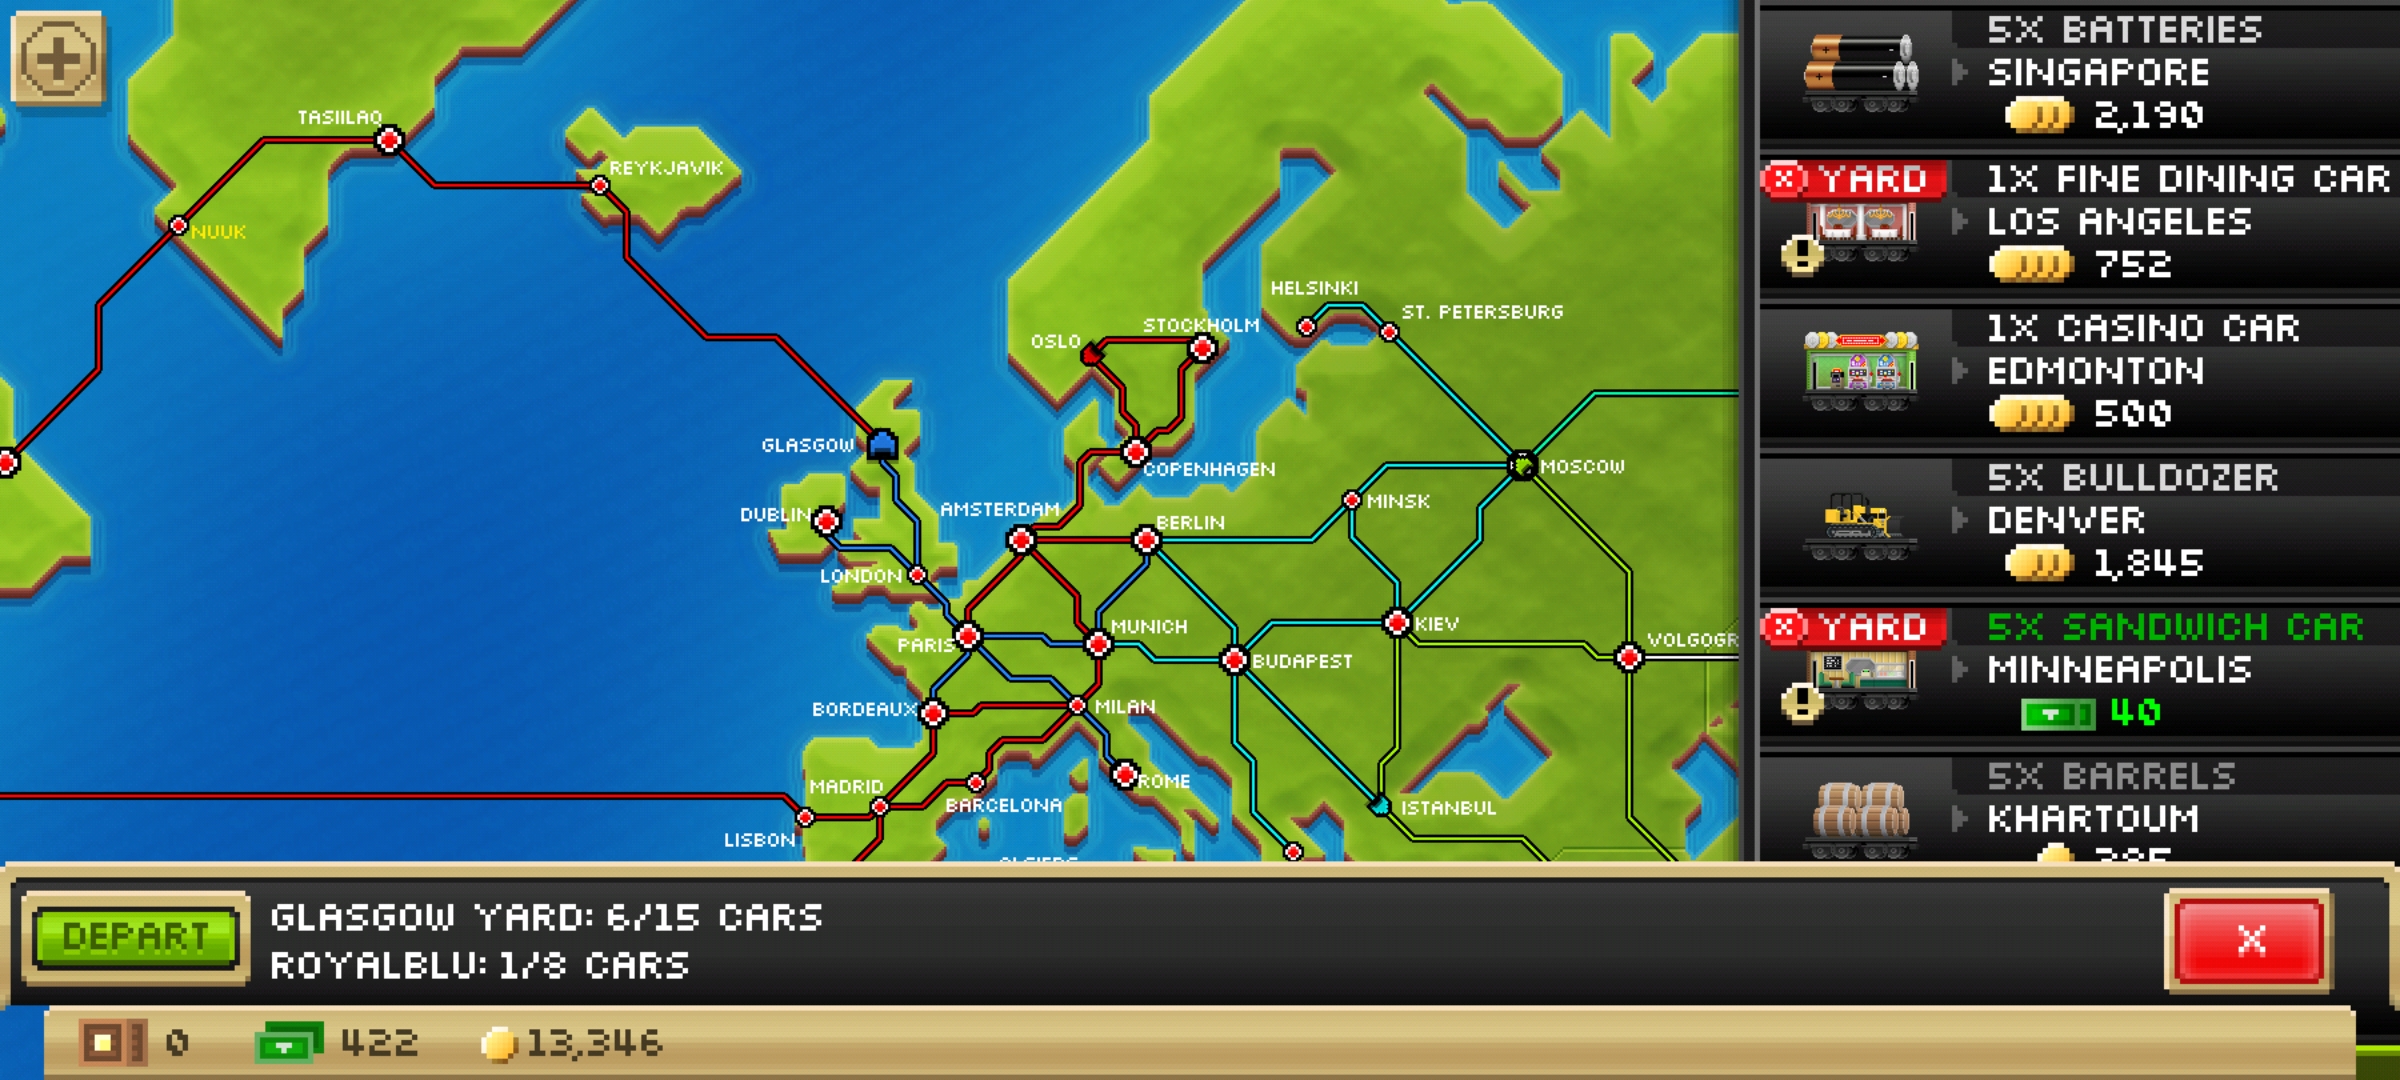 TASIILAQ
REYKJAVIK
NUUK
HELSINKI
ST. PETERSBURG
STOCKHOLM
OSLO
GLASGOW
COPENHAGEN
MOSCOW
MINSK
DUBLIN
AMSTERDAM
BERLIN
LONDON
KIEV
MUNICH
PARIS
BUDAPEST
VOLGOGR
BORDEAUX
MILAN
MADRID
ROME
BARCELONA
ISTANBUL
LISBON
5X BATTERIES
SINGAPORE
2,190
X YARD
1X FINE DINING CAR
LOS ANGELES
752
1X CASINO CAR
EDMONTON
500
5X BULLDOZER
DENVER
1,845
X YARD
5X SANDWICH CAR
MINNEAPOLIS
40
5X BARRELS
KHARTOUM
DEPART
GLASGOW YARD: 6/15 CARS
ROYALBLU: 1/8 CARS
X
0
422
13,346